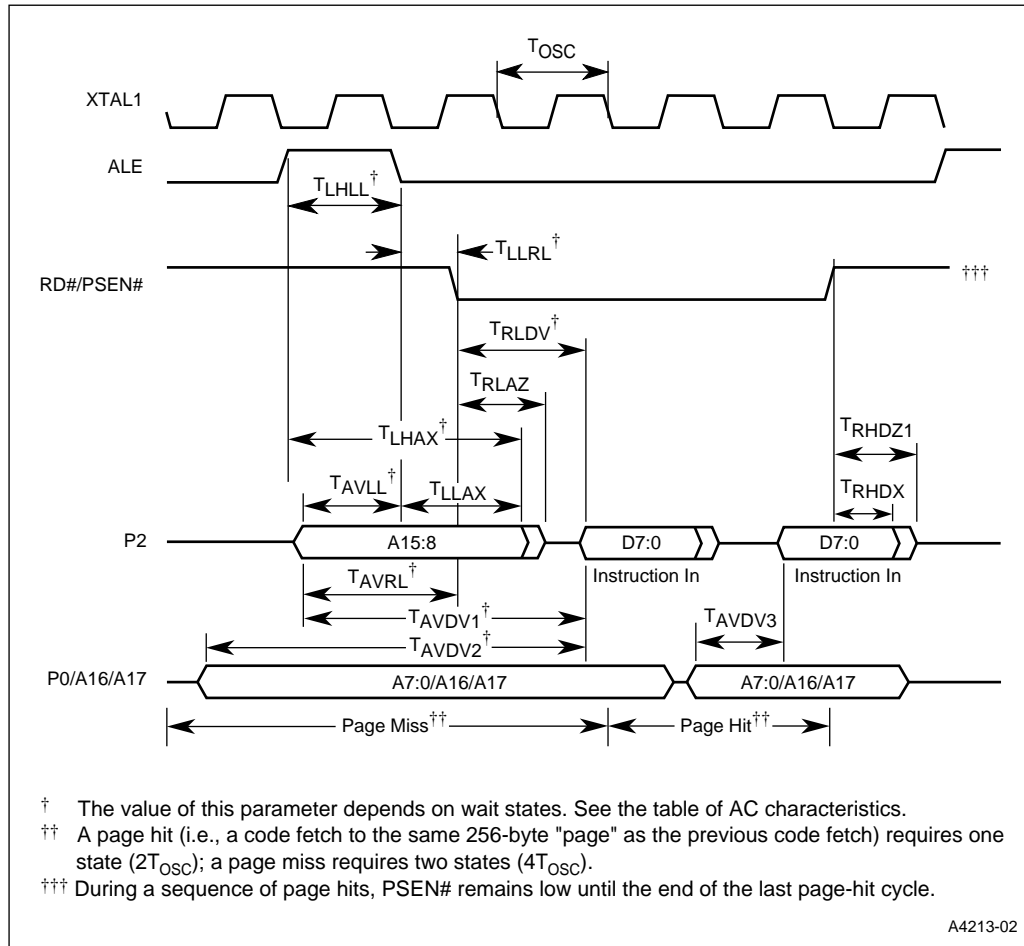 TOSC
XTAL1
ALE
TLHLL†
TLLRL†
RD#/PSEN#
†††
TRLDV†
TRLAZ
TLHAX†
TRHDZ1
TAVLL†
TLLAX
TRHDX
P2
A15:8
D7:0
D7:0
Instruction In
Instruction In
TAVRL†
TAVDV1†
TAVDV3
TAVDV2†
P0/A16/A17
A7:0/A16/A17
A7:0/A16/A17
Page Miss††
Page Hit††
† The value of this parameter depends on wait states. See the table of AC characteristics.
†† A page hit (i.e., a code fetch to the same 256-byte "page" as the previous code fetch) requires one
state (2TOSC); a page miss requires two states (4TOSC).
††† During a sequence of page hits, PSEN# remains low until the end of the last page-hit cycle.
A4213-02